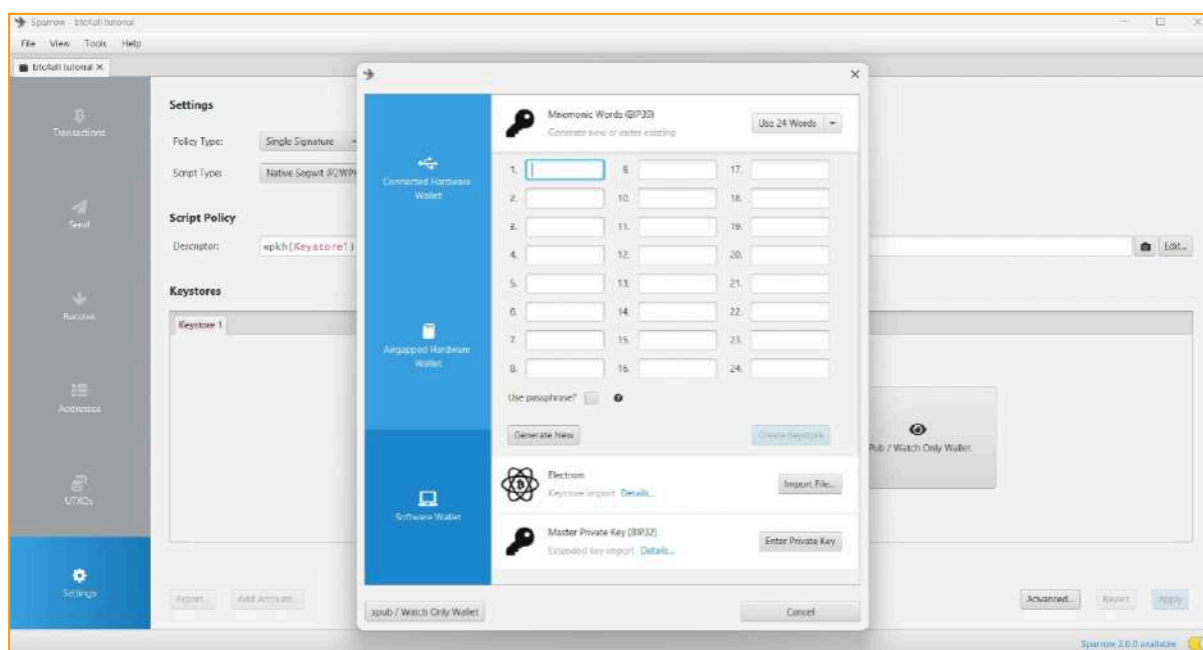 Sparrow - btc4all tutorial
File View Tools Help
btc4all tutorial X
Transactions
Send
Receive
Addresses
UTXOs
Settings
Settings
Policy Type: Single Signature
Script Type: Native Segwit (P2WPK
Script Policy
Descriptor: wpkh(Keystore1)
Edit...
Keystores
Keystore 1
Pub / Watch Only Wallet
Export... Add Account...
Advanced... Revert Apply
Connected Hardware
Wallet
Airgapped Hardware
Wallet
Software Wallet
Mnemonic Words (BIP39)
Generate new or enter existing
Use 24 Words
1. 9. 17.
2. 10. 18.
3. 11. 19.
4. 12. 20.
5. 13. 21.
6. 14. 22.
7. 15. 23.
8. 16. 24.
Use passphrase?
Generate New Create Keystore
Electrum
Keystore import Details...
Import File...
Master Private Key (BIP32)
Extended key import Details...
Enter Private Key
xpub / Watch Only Wallet Cancel
Sparrow 2.0.0 available